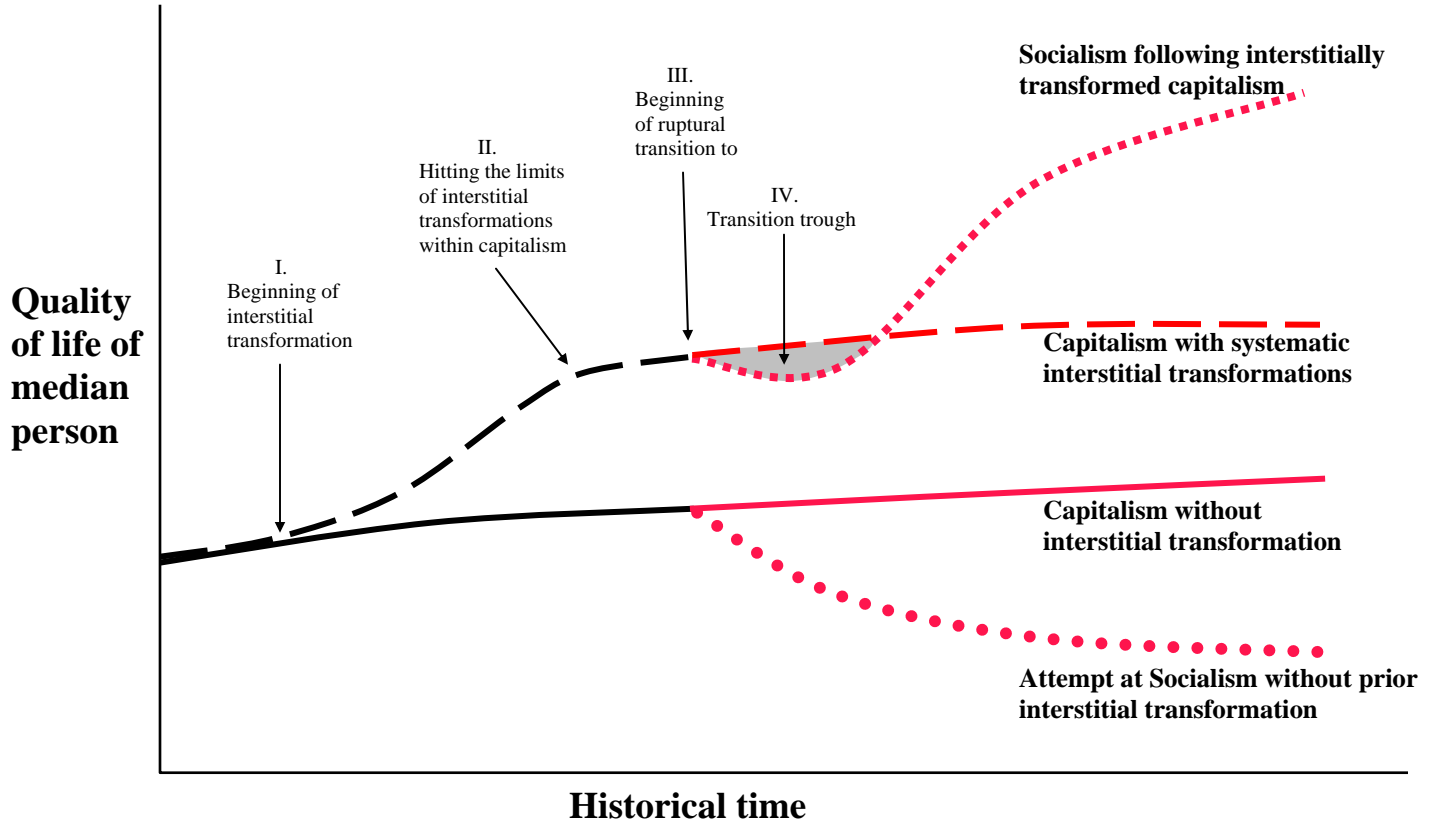 Socialism following interstitially
transformed capitalism
III.
Beginning
of ruptural
transition to
II.
Hitting the limits
of interstitial
transformations
within capitalism
IV.
Transition trough
I.
Beginning of
interstitial
transformation
Quality
of life of
median
person
Capitalism with systematic
interstitial transformations
Capitalism without
interstitial transformation
Attempt at Socialism without prior
interstitial transformation
Historical time